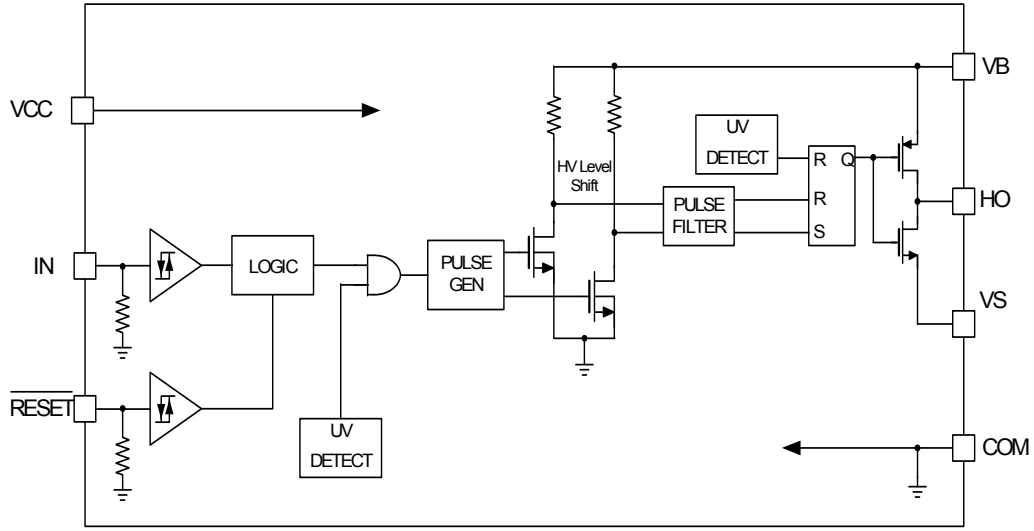 VCC
VB
UV
DETECT
HV Level
Shift
R
Q
R
S
PULSE
FILTER
HO
IN
LOGIC
PULSE
GEN
VS
RESET
UV
DETECT
COM